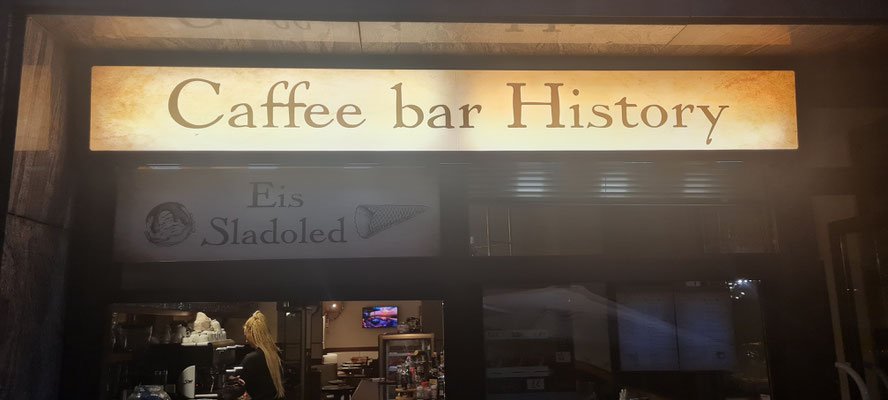 Caffee bar History
Eis
Sladoled